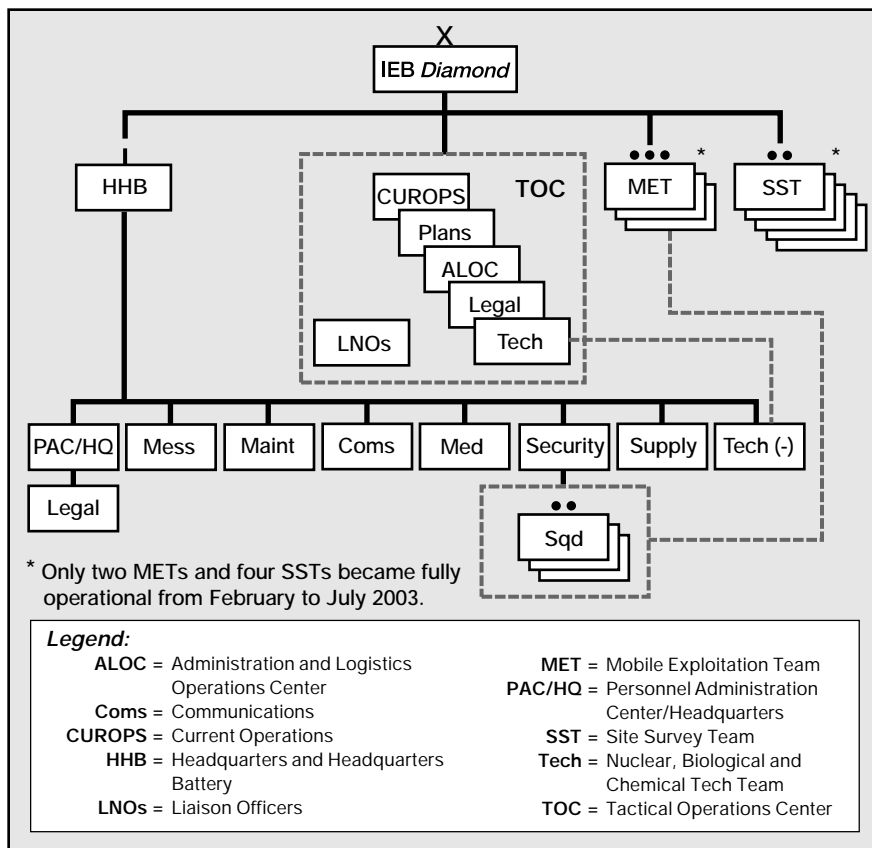 X
IEB Diamond
HHB
TOC
CUROPS
Plans
ALOC
Legal
Tech
LNOs
MET
*
SST
*
PAC/HQ
Mess
Maint
Coms
Med
Security
Supply
Tech (-)
Legal
Sqd
* Only two METs and four SSTs became fully
operational from February to July 2003.
Legend:
ALOC = Administration and Logistics
Operations Center
Coms = Communications
CUROPS = Current Operations
HHB = Headquarters and Headquarters
Battery
LNOs = Liaison Officers
MET = Mobile Exploitation Team
PAC/HQ = Personnel Administration
Center/Headquarters
SST = Site Survey Team
Tech = Nuclear, Biological and
Chemical Tech Team
TOC = Tactical Operations Center